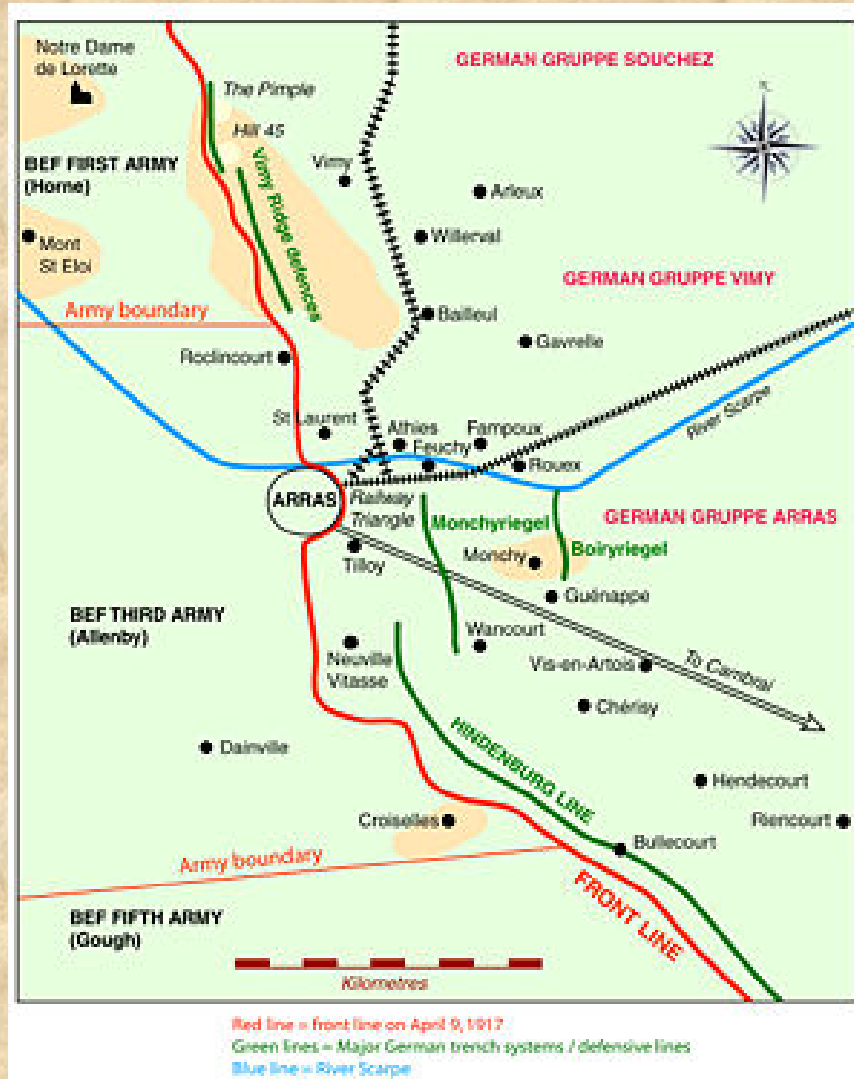 Notre Dame
de Lorette
GERMAN GRUPPE SOUCHEZ
The Pimple
Hill 45
N
BEF FIRST ARMY
(Horne)
Vimy
Arleux
Vimy Ridge defences
Willerval
Mont
St Eloi
GERMAN GRUPPE VIMY
Army boundary
Bailleul
Gavrelle
Roclincourt
St Laurent
Athies
Fampoux
River Scarpe
Feuchy
Rouex
ARRAS
Railway
Triangle
Monchyriegel
GERMAN GRUPPE ARRAS
Boiryriegel
Monchy
Tilloy
Guénappe
BEF THIRD ARMY
(Allenby)
Wancourt
Neuville
Vitasse
Vis-en-Artois
To Cambrai
Chérisy
HINDENBURG LINE
Dainville
Hendecourt
Croiselles
Riencourt
Bullecourt
Army boundary
FRONT LINE
BEF FIFTH ARMY
(Gough)
Kilometres
Red line = front line on April 9, 1917
Green lines = Major German trench systems / defensive lines
Blue line = River Scarpe